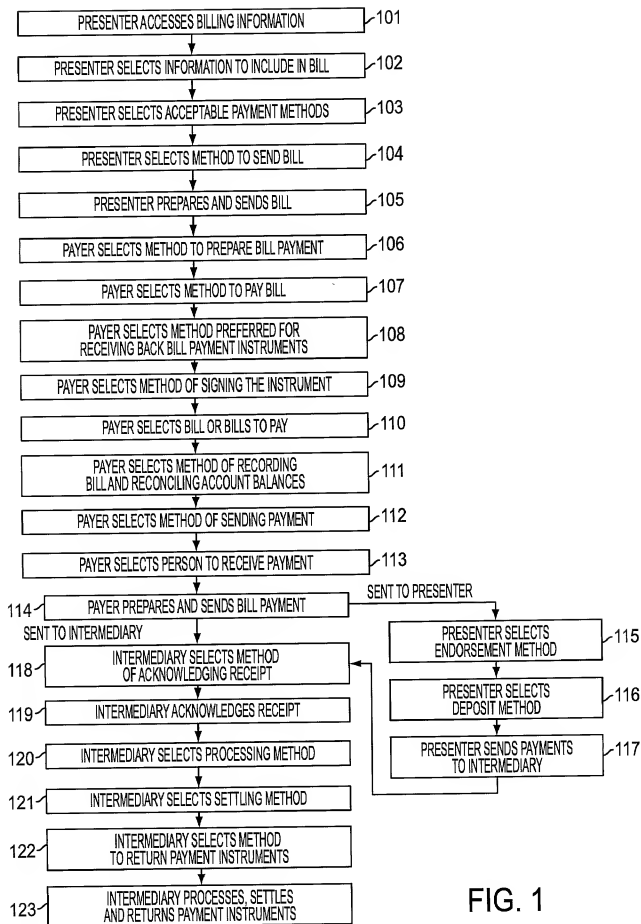 PRESENTER ACCESSES BILLING INFORMATION
101
PRESENTER SELECTS INFORMATION TO INCLUDE IN BILL
102
PRESENTER SELECTS ACCEPTABLE PAYMENT METHODS
103
PRESENTER SELECTS METHOD TO SEND BILL
104
PRESENTER PREPARES AND SENDS BILL
105
PAYER SELECTS METHOD TO PREPARE BILL PAYMENT
106
PAYER SELECTS METHOD TO PAY BILL
107
PAYER SELECTS METHOD PREFERRED FOR
RECEIVING BACK BILL PAYMENT INSTRUMENTS
108
PAYER SELECTS METHOD OF SIGNING THE INSTRUMENT
109
PAYER SELECTS BILL OR BILLS TO PAY
110
PAYER SELECTS METHOD OF RECORDING
BILL AND RECONCILING ACCOUNT BALANCES
111
PAYER SELECTS METHOD OF SENDING PAYMENT
112
PAYER SELECTS PERSON TO RECEIVE PAYMENT
113
114
PAYER PREPARES AND SENDS BILL PAYMENT
SENT TO PRESENTER
SENT TO INTERMEDIARY
PRESENTER SELECTS
ENDORSEMENT METHOD
115
PRESENTER SELECTS
DEPOSIT METHOD
116
PRESENTER SENDS PAYMENTS
TO INTERMEDIARY
117
118
INTERMEDIARY SELECTS METHOD
OF ACKNOWLEDGING RECEIPT
119
INTERMEDIARY ACKNOWLEDGES RECEIPT
120
INTERMEDIARY SELECTS PROCESSING METHOD
121
INTERMEDIARY SELECTS SETTLING METHOD
122
INTERMEDIARY SELECTS METHOD
TO RETURN PAYMENT INSTRUMENTS
123
INTERMEDIARY PROCESSES, SETTLES
AND RETURNS PAYMENT INSTRUMENTS
FIG. 1